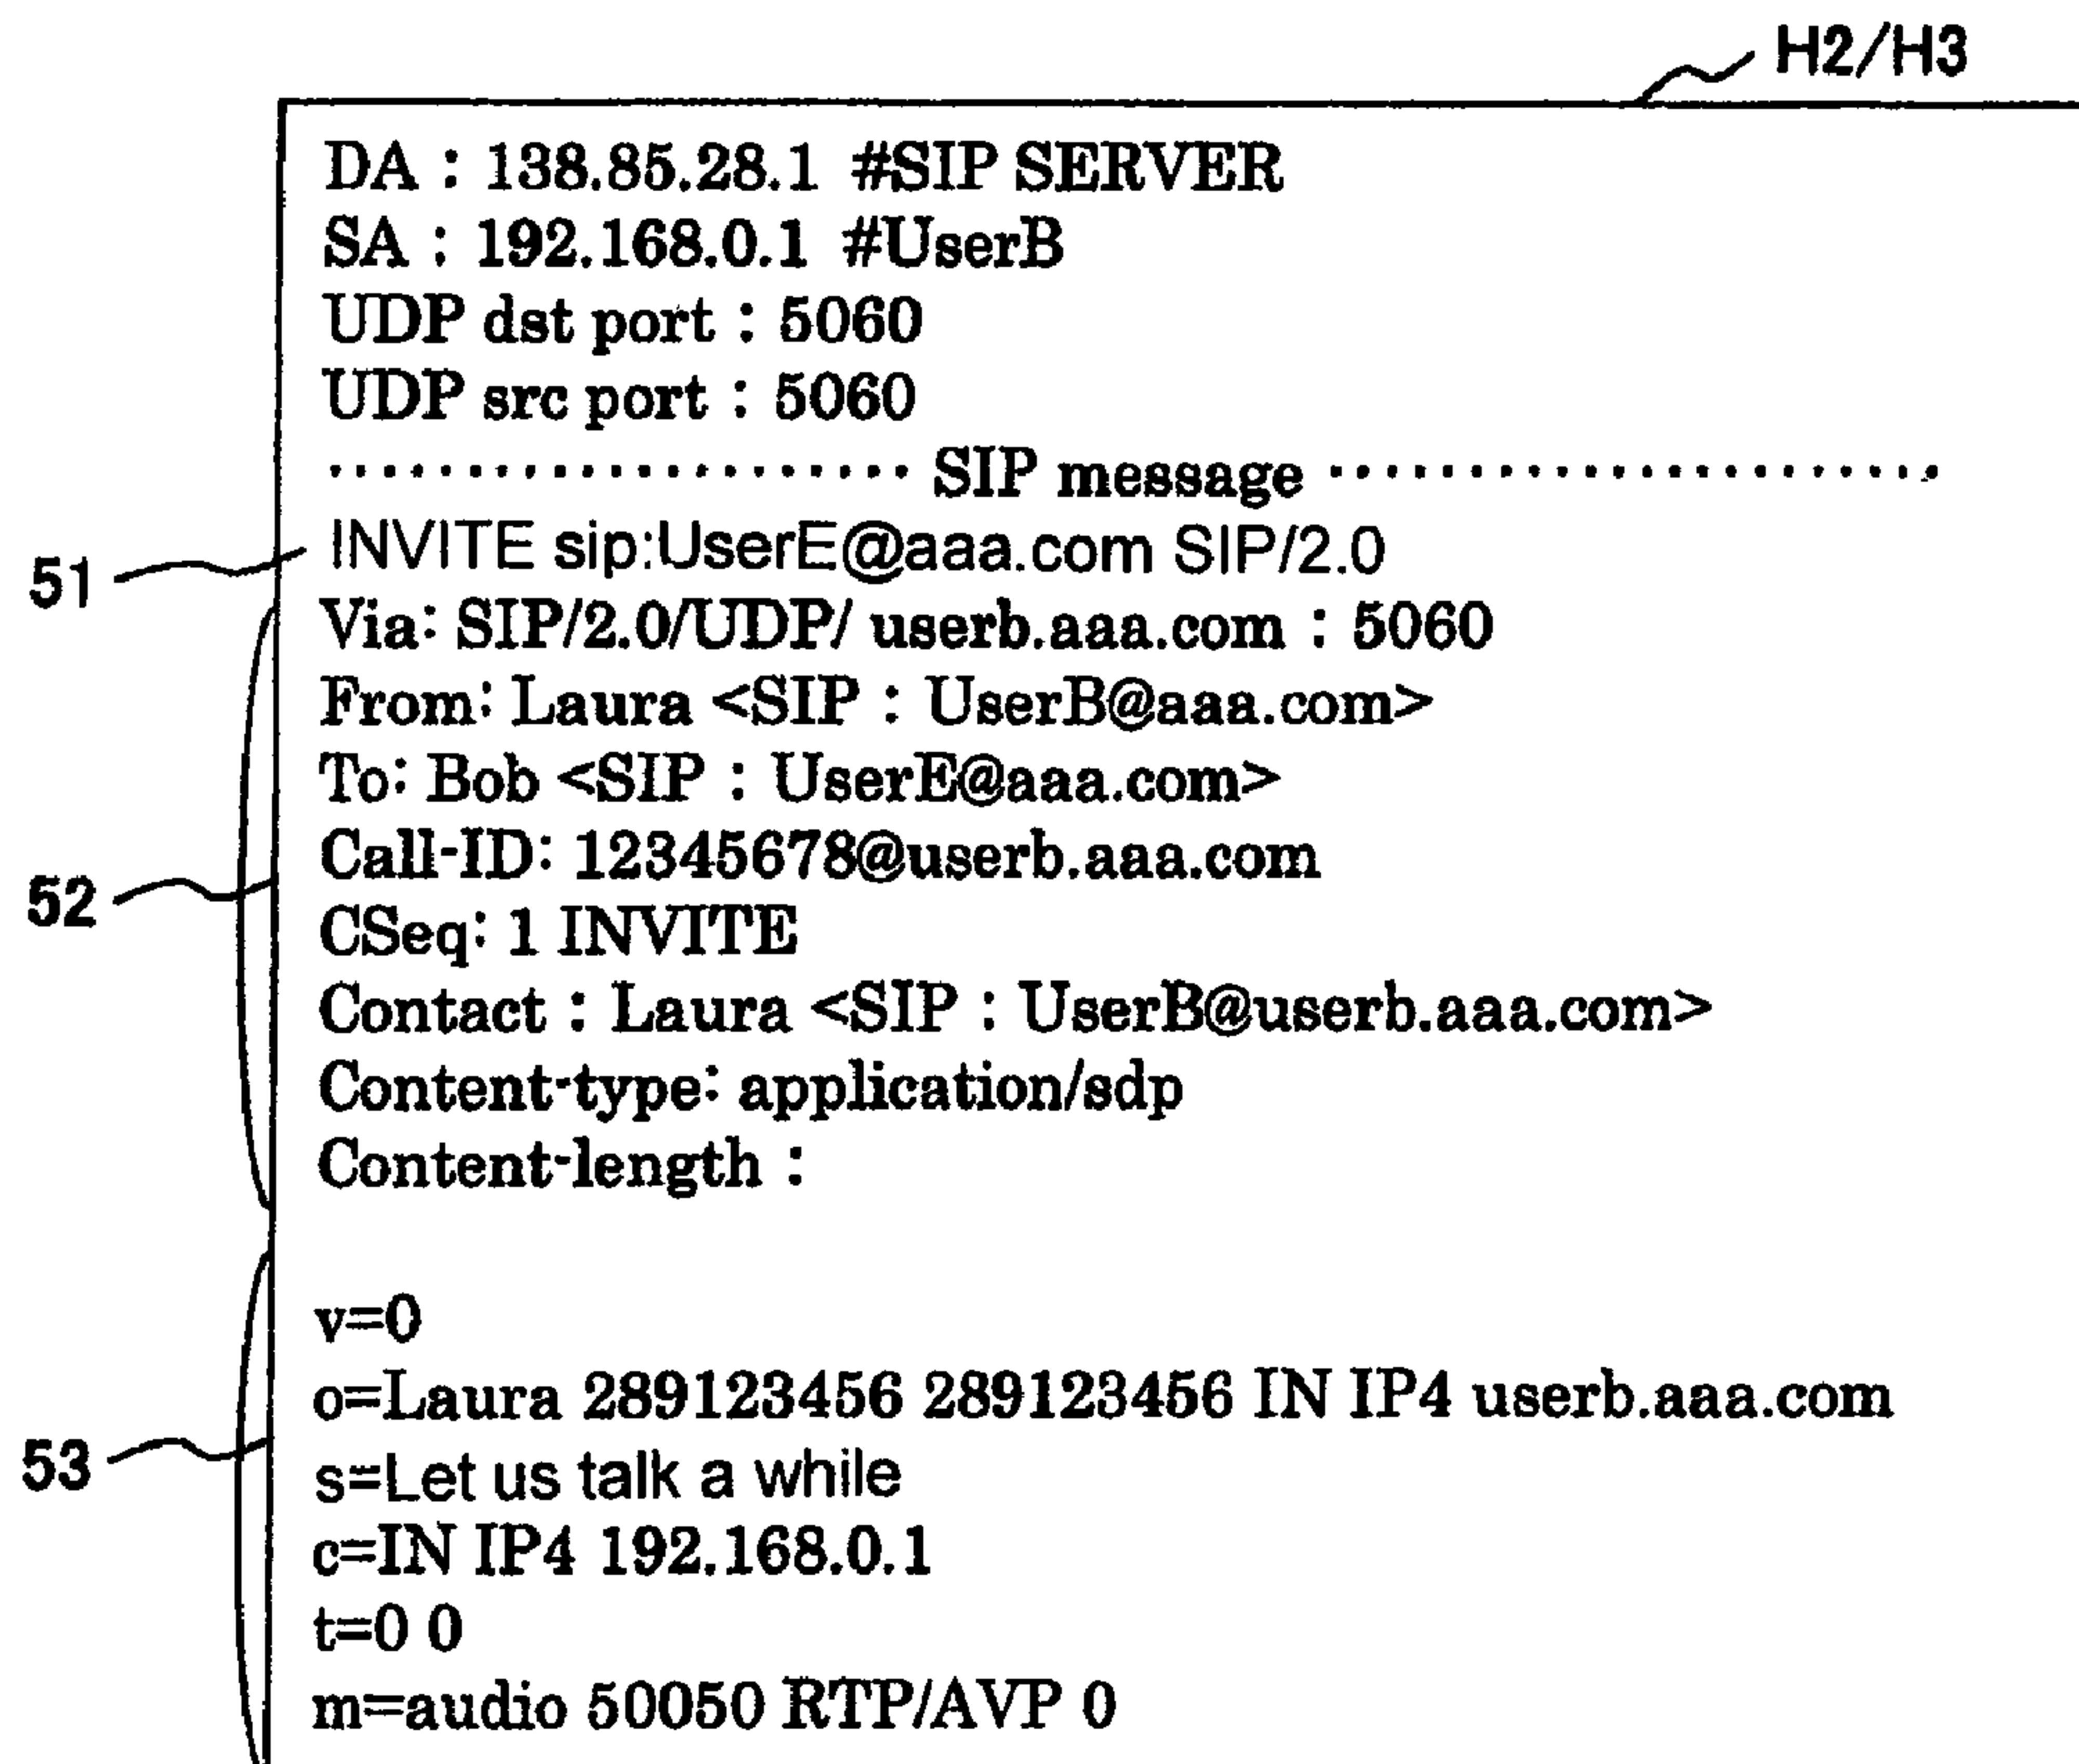 H2/H3
DA : 138.85.28.1 #SIP SERVER
SA : 192.168.0.1 #UserB
UDP dst port : 5060
UDP src port : 5060
······················ SIP message ······················
51
INVITE sip:UserE@aaa.com SIP/2.0
Via: SIP/2.0/UDP/ userb.aaa.com : 5060
From: Laura <SIP : UserB@aaa.com>
To: Bob <SIP : UserE@aaa.com>
Call-ID: 12345678@userb.aaa.com
52
CSeq: 1 INVITE
Contact : Laura <SIP : UserB@userb.aaa.com>
Content-type: application/sdp
Content-length :
v=0
o=Laura 289123456 289123456 IN IP4 userb.aaa.com
53
s=Let us talk a while
c=IN IP4 192.168.0.1
t=0 0
m=audio 50050 RTP/AVP 0